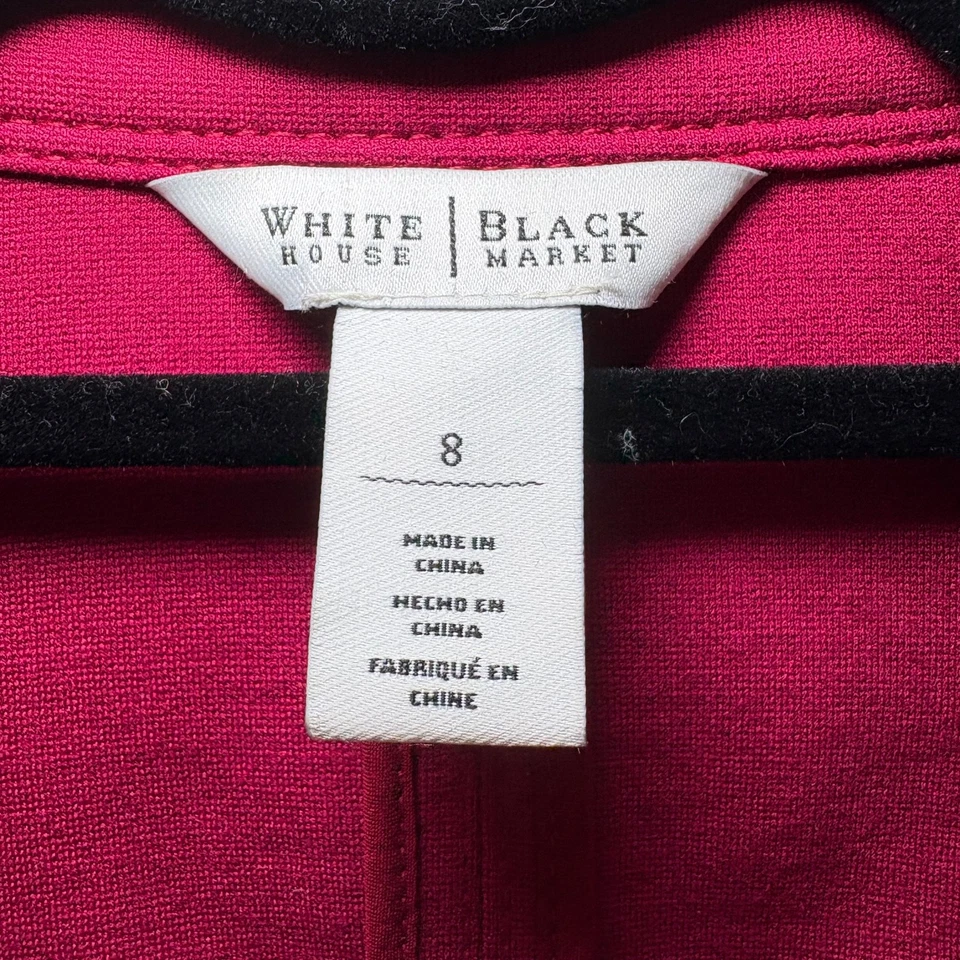 WHITE | BLACK
HOUSE | MARKET
8
MADE IN
CHINA
HECHO EN
CHINA
FABRIQUÉ EN
CHINE